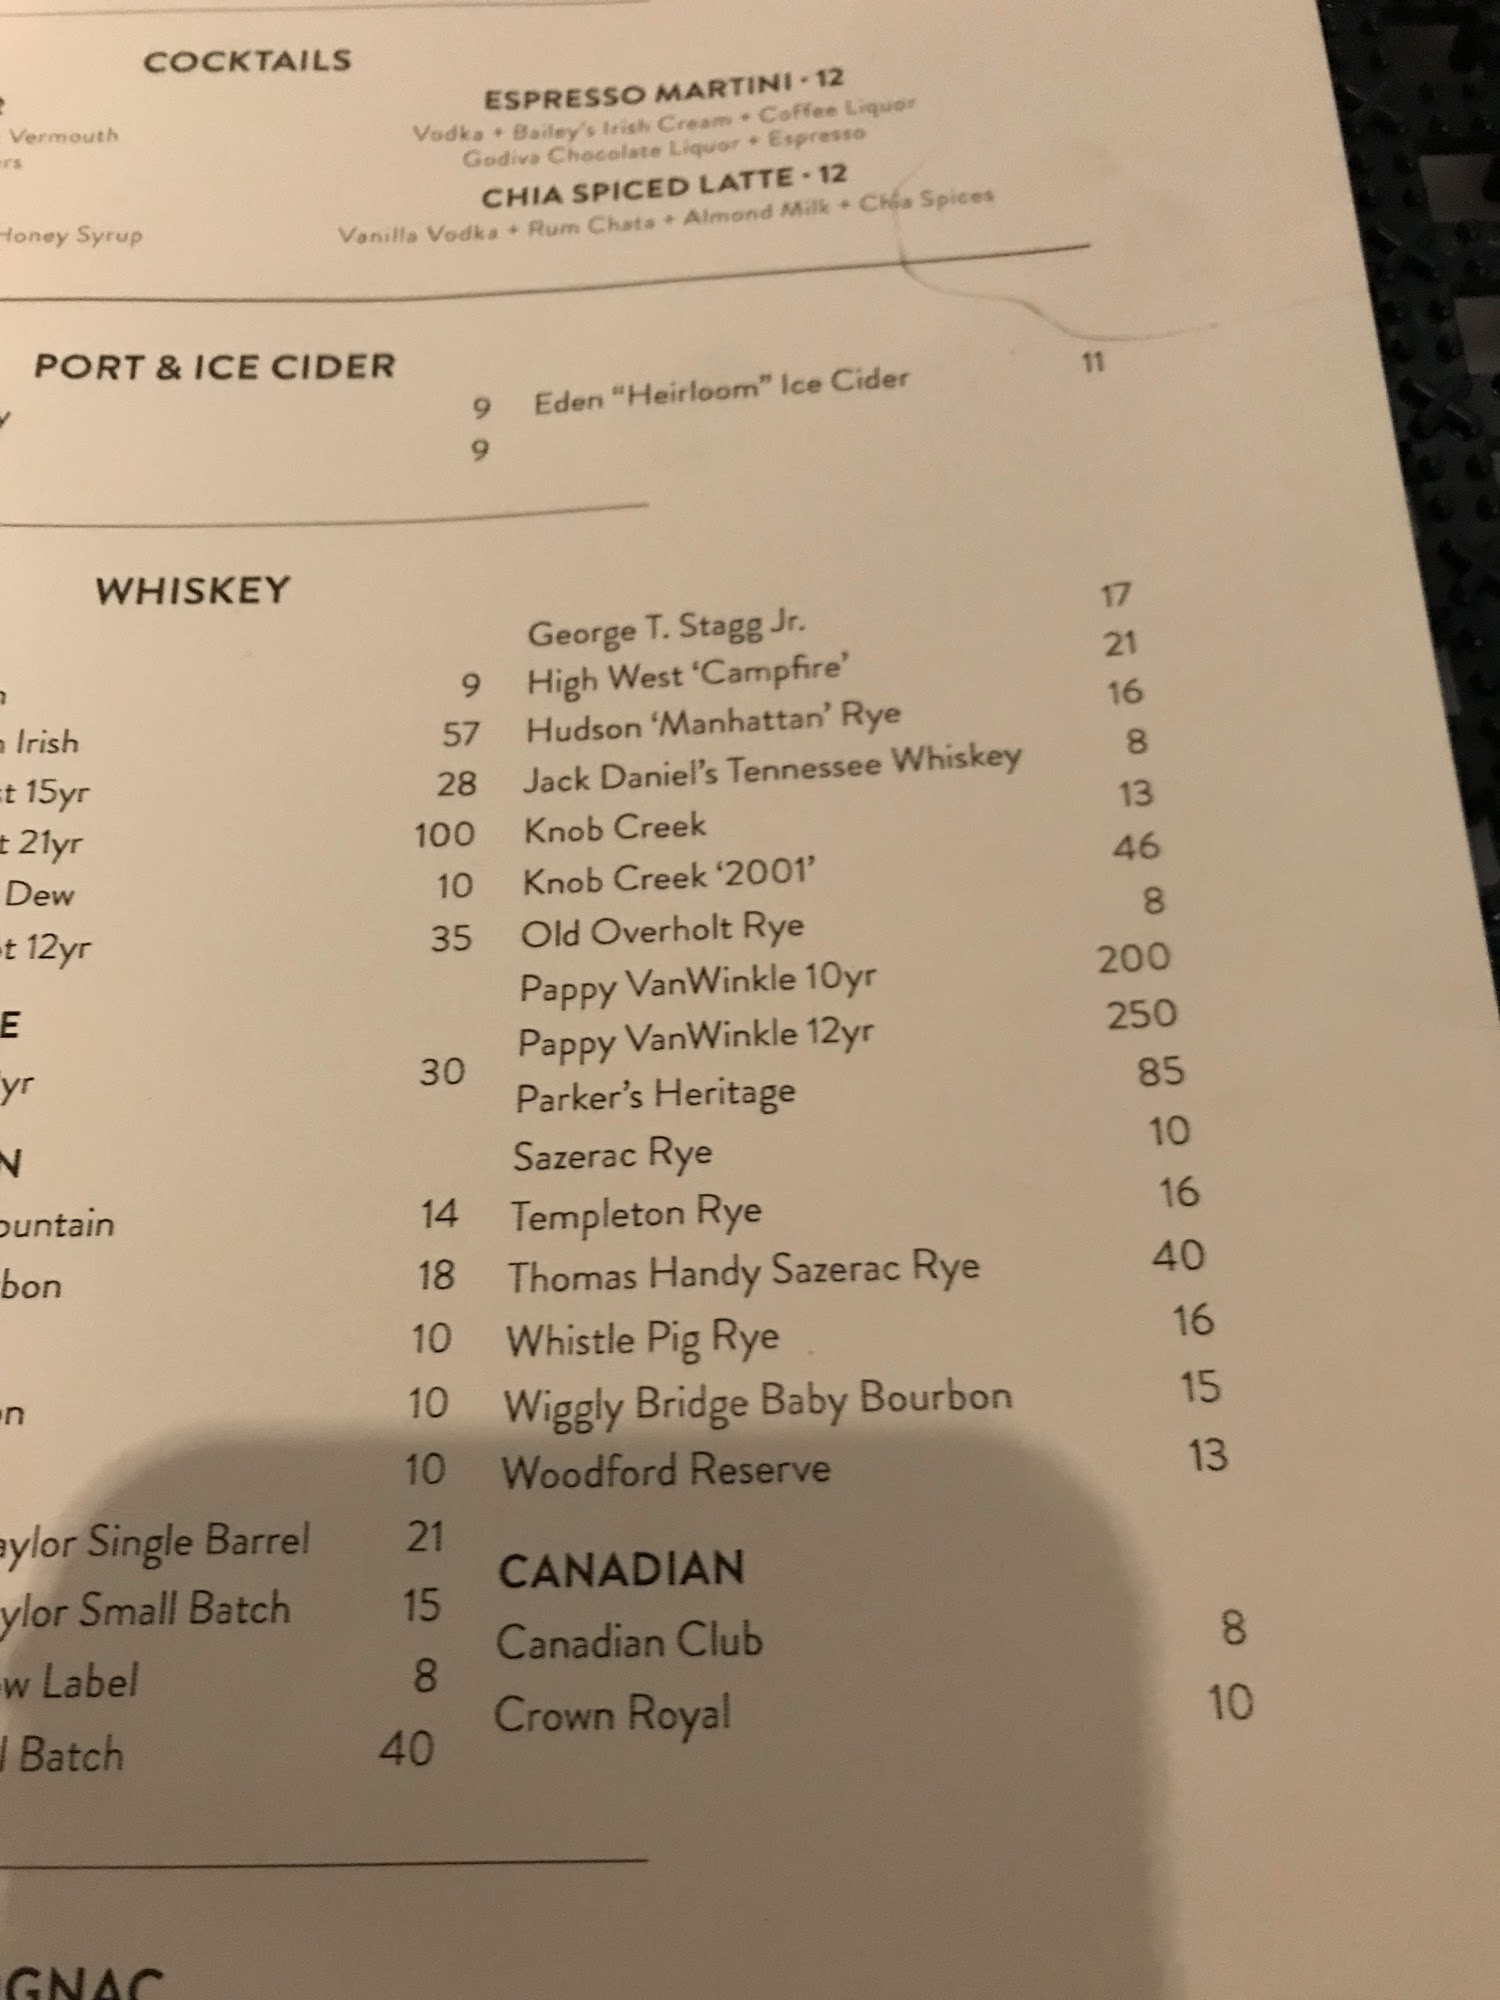 COCKTAILS
Vermouth
ESPRESSO MARTINI · 12
Vodka + Bailey's Irish Cream + Coffee Liquor
Godiva Chocolate Liquor + Espresso
CHIA SPICED LATTE · 12
Honey Syrup
Vanilla Vodka + Rum Chata + Almond Milk + Chia Spices
PORT & ICE CIDER
9
9
Eden “Heirloom” Ice Cider 11
WHISKEY
9
Irish 57
15yr 28
21yr 100
Dew 10
12yr 35
yr 30
14
18
10
10
10
Single Barrel 21
Small Batch 15
Label 8
Batch 40
George T. Stagg Jr. 17
High West ‘Campfire’ 21
Hudson ‘Manhattan’ Rye 16
Jack Daniel’s Tennessee Whiskey 8
Knob Creek 13
Knob Creek ‘2001’ 46
Old Overholt Rye 8
Pappy VanWinkle 10yr 200
Pappy VanWinkle 12yr 250
Parker’s Heritage 85
Sazerac Rye 10
Templeton Rye 16
Thomas Handy Sazerac Rye 40
Whistle Pig Rye 16
Wiggly Bridge Baby Bourbon 15
Woodford Reserve 13
CANADIAN
Canadian Club 8
Crown Royal 10